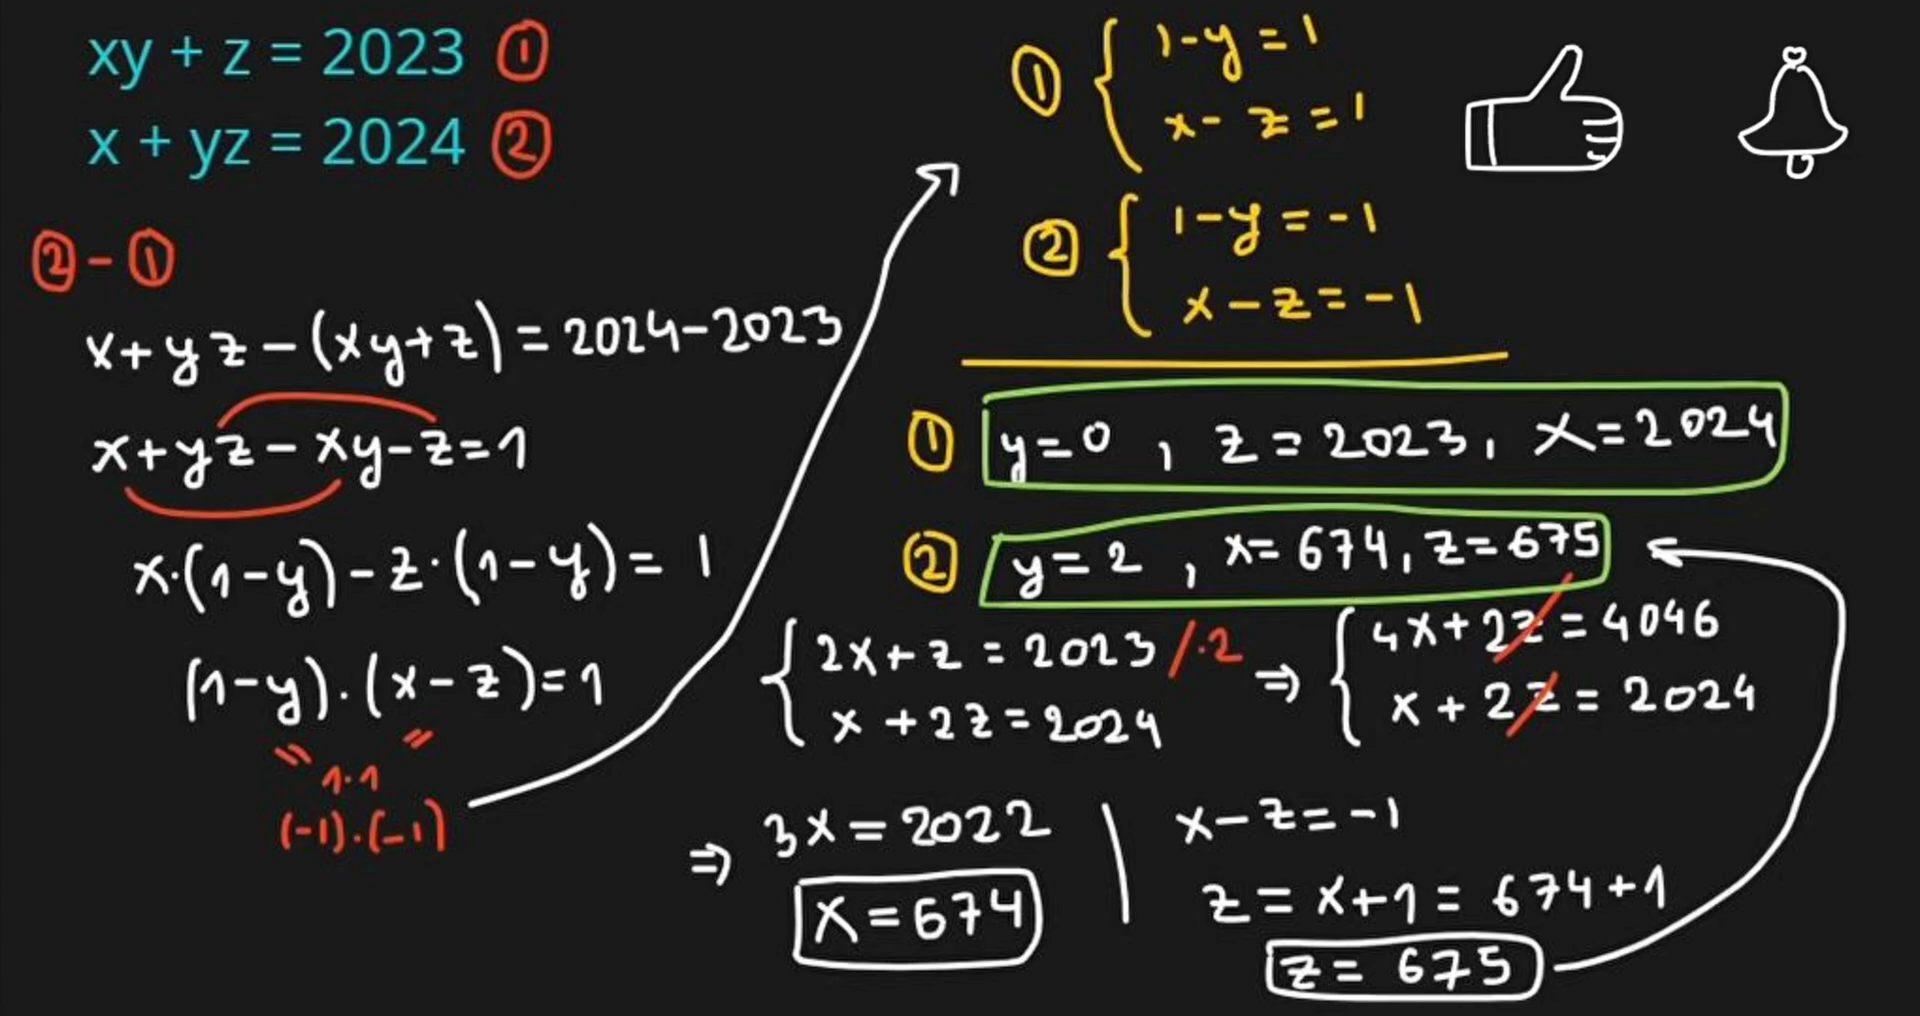 xy + z = 2023 ①
x + yz = 2024 ②
② - ①
x+yz-(xy+z)=2024-2023
x+yz-xy-z=1
x·(1-y)-z·(1-y)=1
(1-y)·(x-z)=1
1·1
(-1)·(-1)
① { 1-y=1
x-z=1
② { 1-y=-1
x-z=-1
① y=0, z=2023, x=2024
② y=2, x=674, z=675
{ 2x+z=2023 /·2
x+2z=2024
⇒ { 4x+2z=4046
x+2z=2024
⇒ 3x=2022
x=674
x-z=-1
z=x+1=674+1
z=675